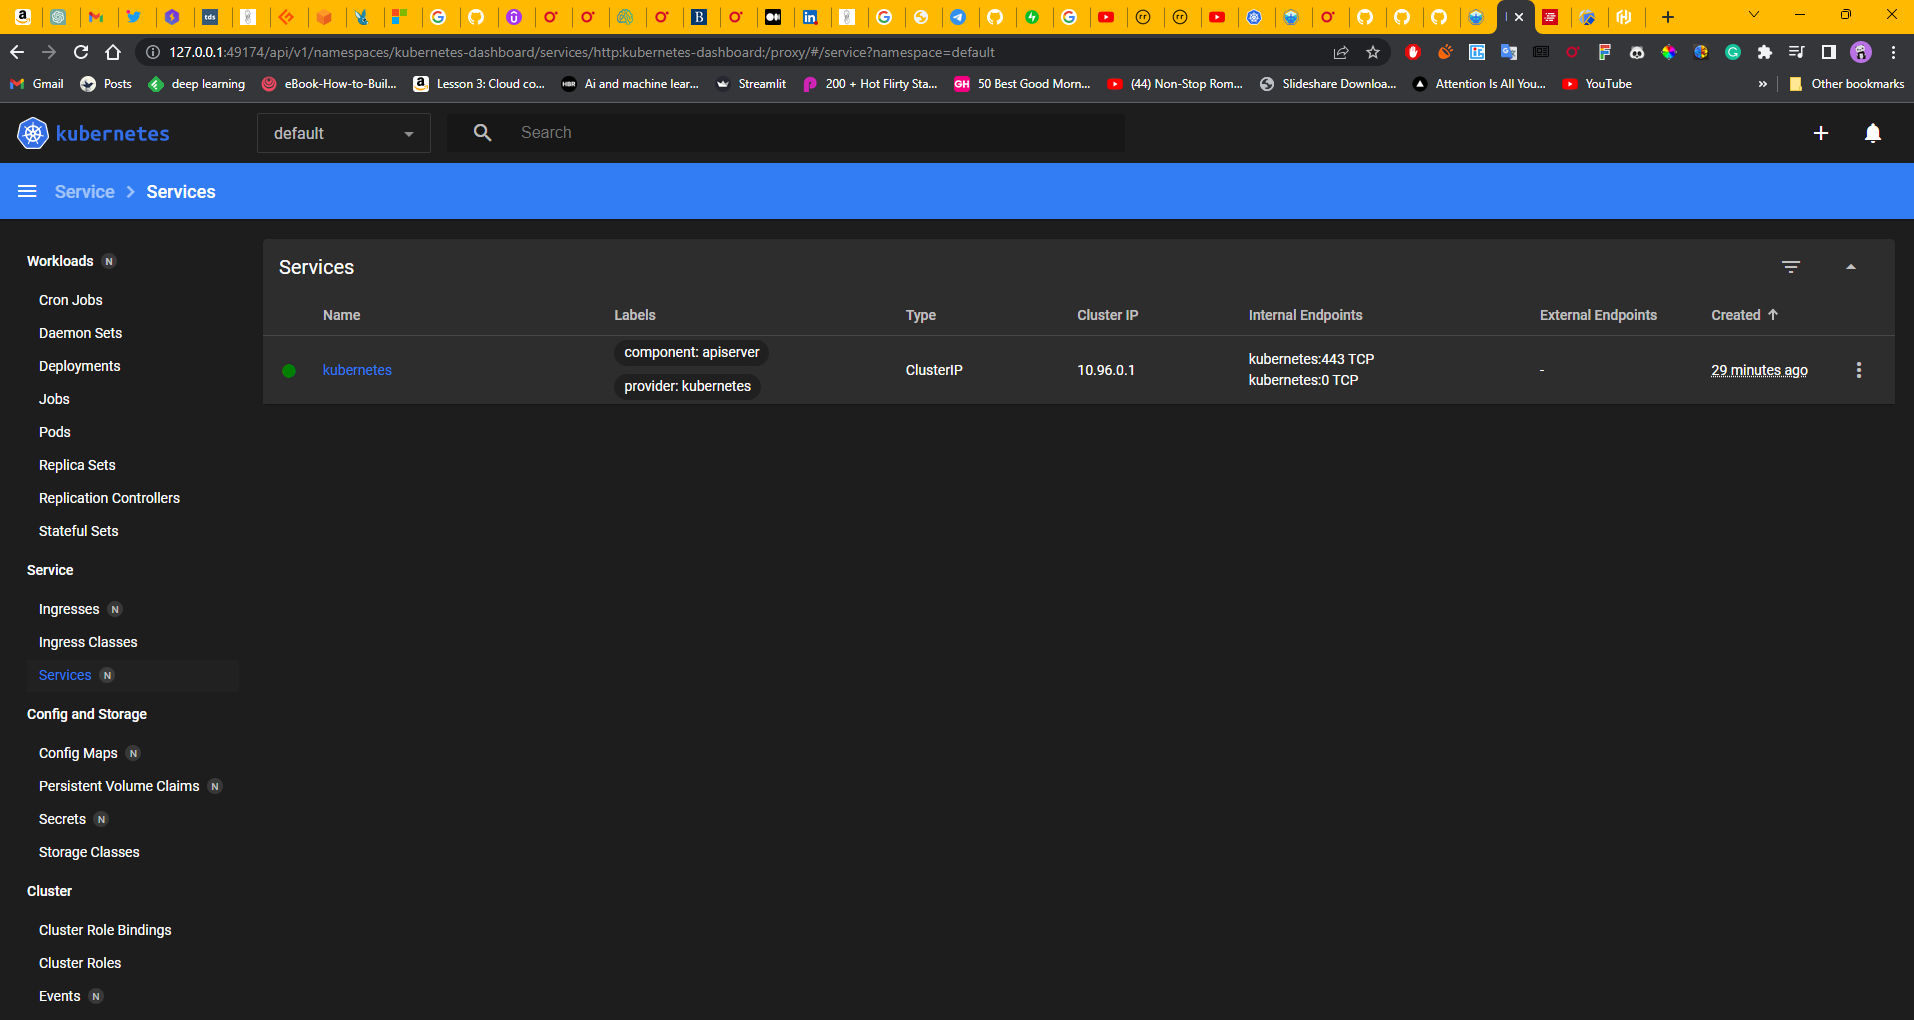 127.0.0.1:49174/api/v1/namespaces/kubernetes-dashboard/services/http:kubernetes-dashboard:/proxy/#/service?namespace=default
Gmail Posts deep learning eBook-How-to-Buil... Lesson 3: Cloud co... Ai and machine lear... Streamlit 200 + Hot Flirty Sta... 50 Best Good Morn... (44) Non-Stop Rom... Slideshare Downloa... Attention Is All You... YouTube » Other bookmarks
kubernetes default Search
Service Services
Workloads N
Cron Jobs
Daemon Sets
Deployments
Jobs
Pods
Replica Sets
Replication Controllers
Stateful Sets
Service
Ingresses N
Ingress Classes
Services N
Config and Storage
Config Maps N
Persistent Volume Claims N
Secrets N
Storage Classes
Cluster
Cluster Role Bindings
Cluster Roles
Events N
Services
Name Labels Type Cluster IP Internal Endpoints External Endpoints Created
kubernetes component: apiserver provider: kubernetes ClusterIP 10.96.0.1 kubernetes:443 TCP kubernetes:0 TCP - 29 minutes ago